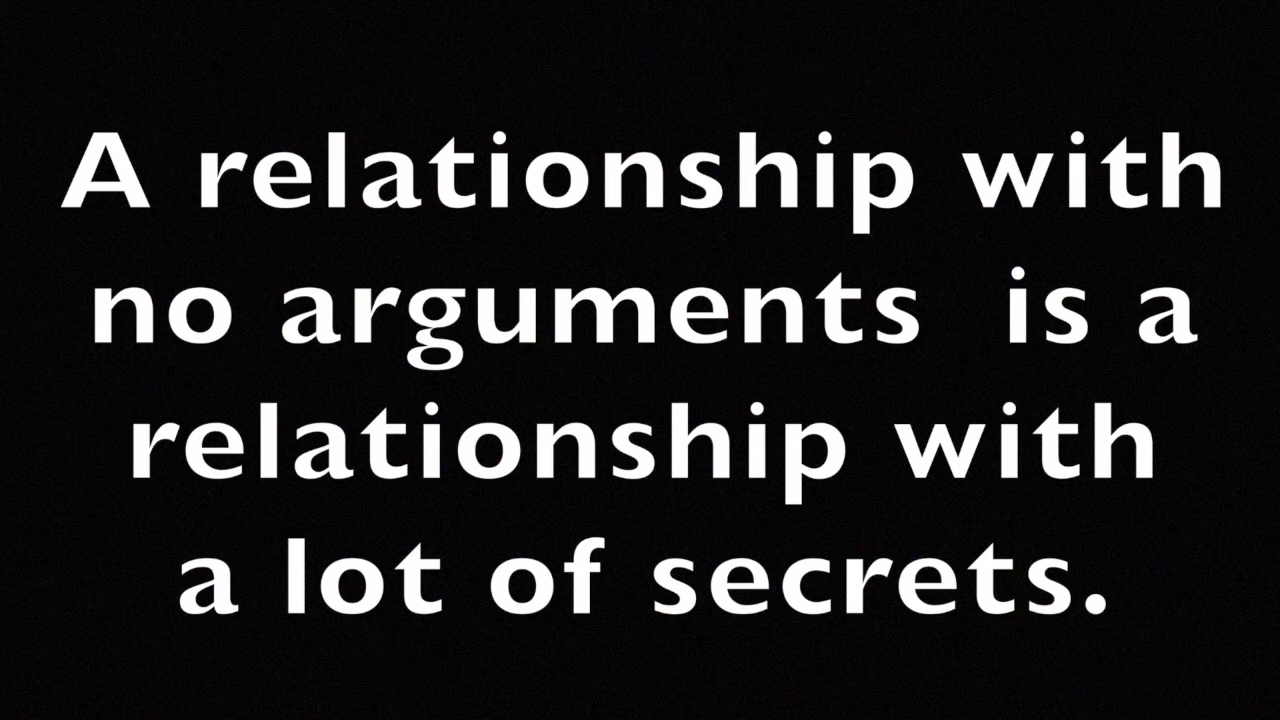 A relationship with
no arguments  is a
relationship with
a lot of secrets.